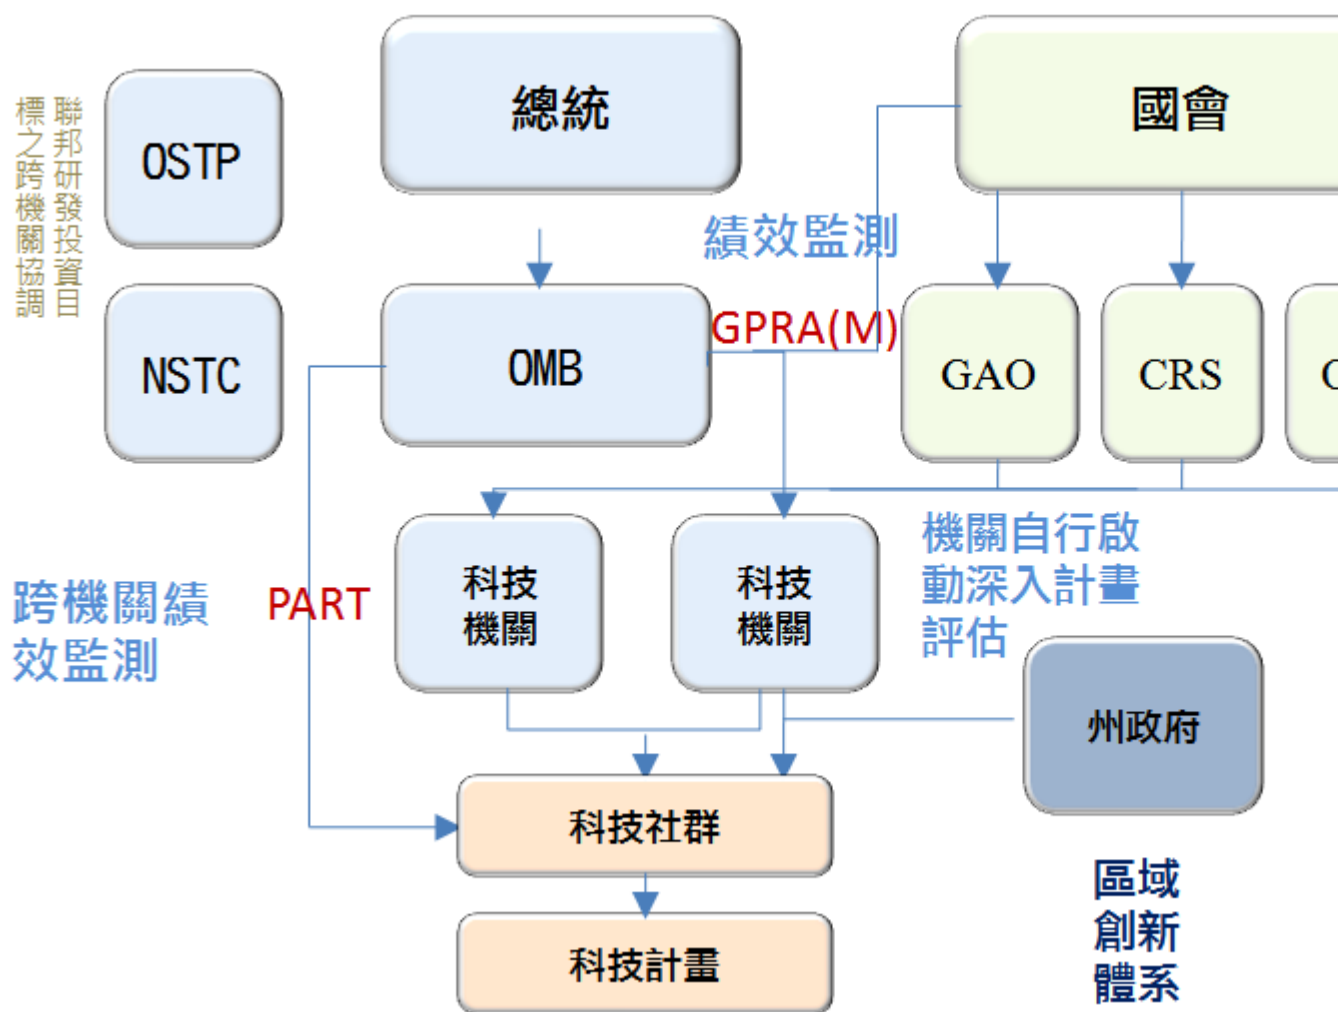 總統
國會
聯邦研發投資目
標之跨機關協調
OSTP
績效監測
NSTC
OMB
GPRA(M)
GAO
CRS
跨機關績
效監測
PART
科技
機關
科技
機關
機關自行啟
動深入計畫
評估
州政府
科技社群
科技計畫
區域
創新
體系